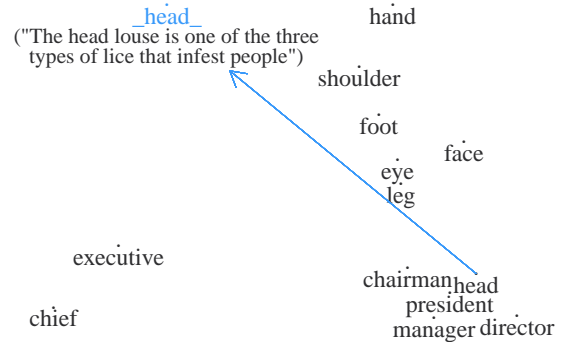 _head_
("The head louse is one of the three
types of lice that infest people")
hand
shoulder
foot
face
eye
leg
executive
chairman
head
president
chief
manager
director